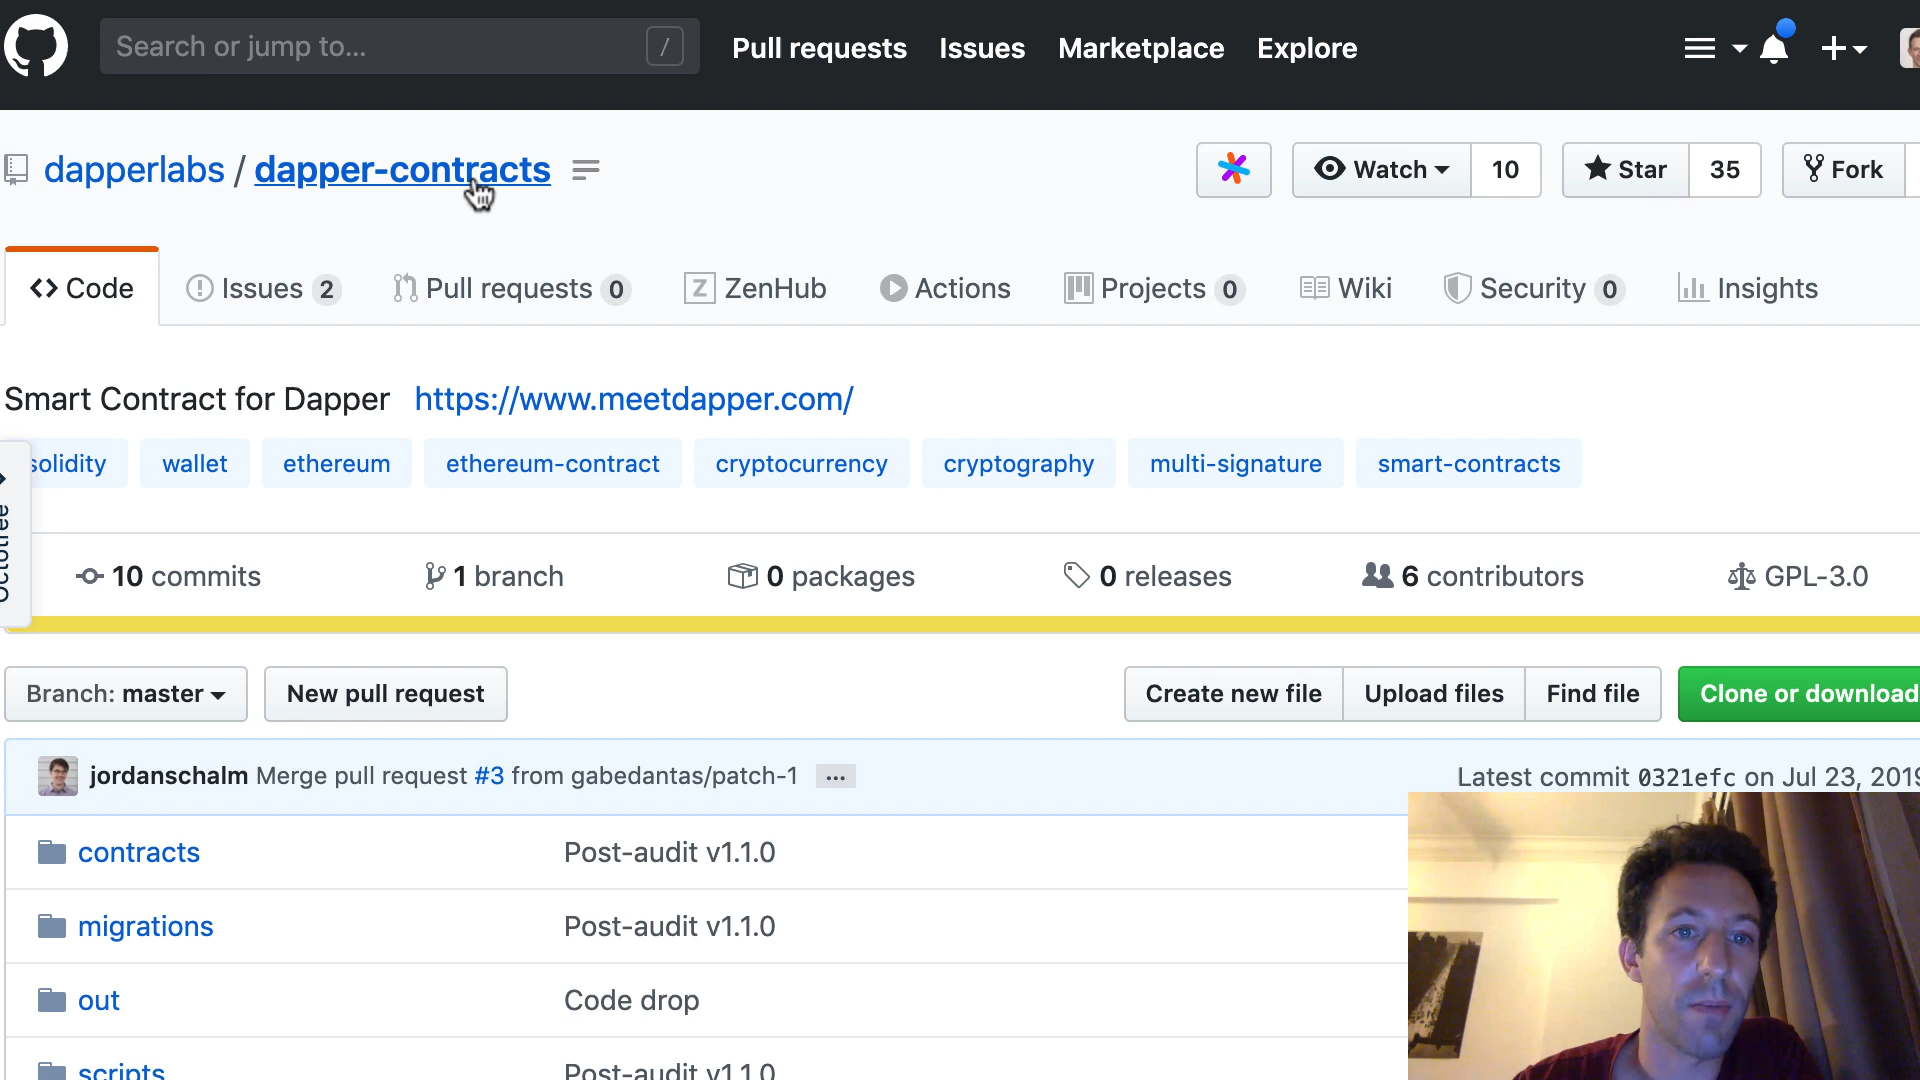 Search or jump to... /
Pull requests Issues Marketplace Explore
dapperlabs / dapper-contracts
Watch 10 Star 35 Fork
Code Issues 2 Pull requests 0 Z ZenHub Actions Projects 0 Wiki Security 0 Insights
Smart Contract for Dapper https://www.meetdapper.com/
solidity wallet ethereum ethereum-contract cryptocurrency cryptography multi-signature smart-contracts
Octotree
10 commits 1 branch 0 packages 0 releases 6 contributors GPL-3.0
Branch: master New pull request Create new file Upload files Find file Clone or download
jordanschalm Merge pull request #3 from gabedantas/patch-1 ... Latest commit 0321efc on Jul 23, 2019
contracts Post-audit v1.1.0
migrations Post-audit v1.1.0
out Code drop
scripts Post-audit v1.1.0